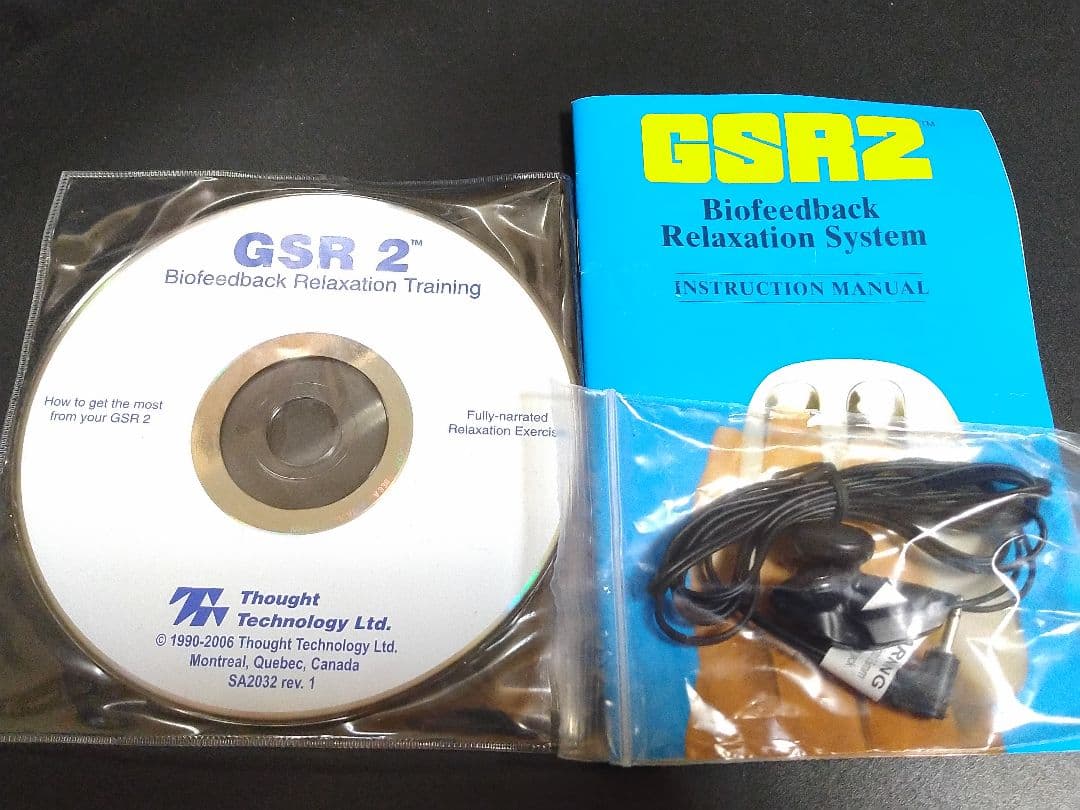 GSR 2™
Biofeedback Relaxation Training
How to get the most
from your GSR 2
Fully-narrated
Relaxation Exercis
Thought
Technology Ltd.
© 1990-2006 Thought Technology Ltd.
Montreal, Quebec, Canada
SA2032 rev. 1
GSR2™
Biofeedback
Relaxation System
INSTRUCTION MANUAL
ARNG